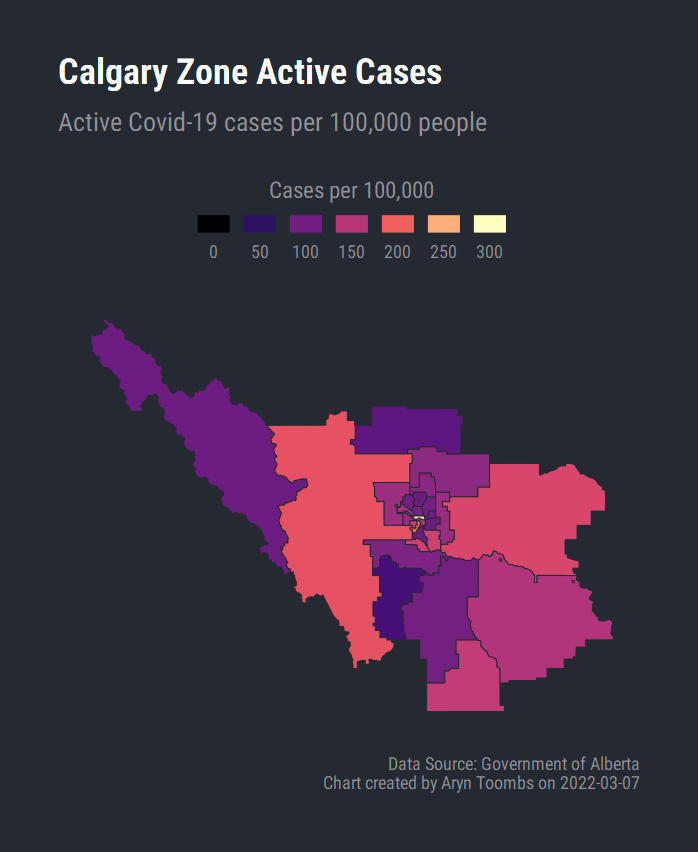 Calgary Zone Active Cases
Active Covid-19 cases per 100,000 people
Cases per 100,000
0 50 100 150 200 250 300
Data Source: Government of Alberta
Chart created by Aryn Toombs on 2022-03-07